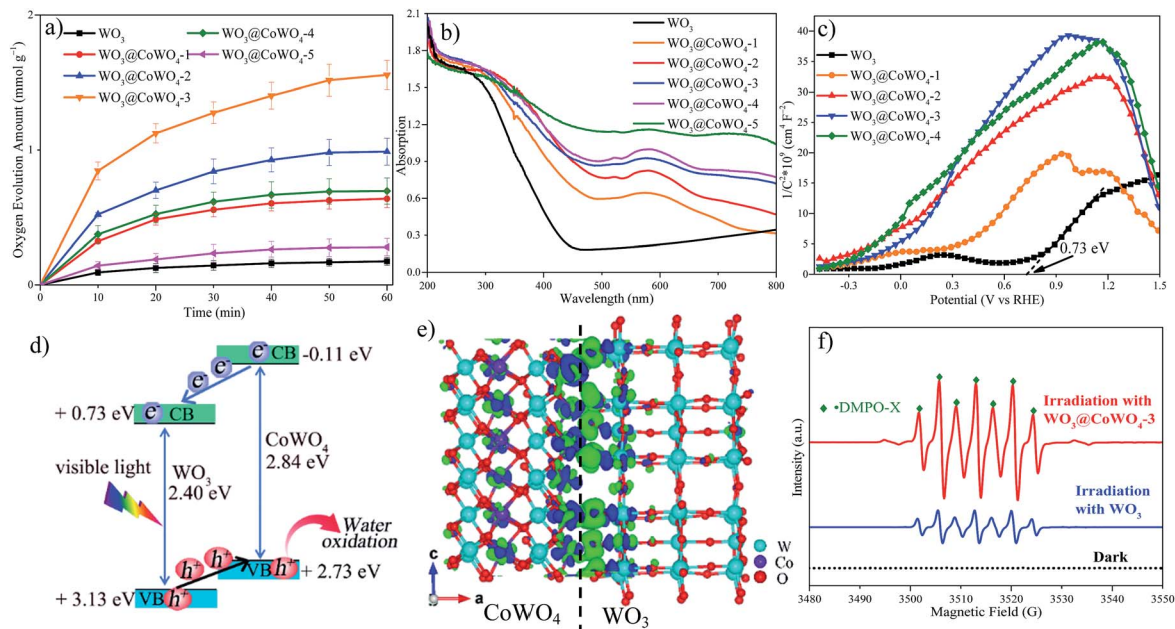 a)
WO₃
WO₃@CoWO₄-4
WO₃@CoWO₄-1
WO₃@CoWO₄-5
WO₃@CoWO₄-2
WO₃@CoWO₄-3
Oxygen Evolution Amount (mmol g⁻¹)
2
1
0
0 10 20 30 40 50 60
Time (min)
b)
WO₃
WO₃@CoWO₄-1
WO₃@CoWO₄-2
WO₃@CoWO₄-3
WO₃@CoWO₄-4
WO₃@CoWO₄-5
Absorption
2.1
1.8
1.5
1.2
0.9
0.6
0.3
0.0
200 300 400 500 600 700 800
Wavelength (nm)
c)
WO₃
WO₃@CoWO₄-1
WO₃@CoWO₄-2
WO₃@CoWO₄-3
WO₃@CoWO₄-4
1/C²*10⁹ (cm⁴ F⁻²)
40
35
30
25
20
15
10
5
0
0.73 eV
-0.3 0.0 0.3 0.6 0.9 1.2 1.5
Potential (V vs RHE)
d)
e⁻ CB -0.11 eV
e⁻
e⁻
e⁻
+ 0.73 eV e⁻ CB
CoWO₄
2.84 eV
visible light
WO₃
2.40 eV
Water
oxidation
h⁺ h⁺
VB h⁺ + 2.73 eV
+ 3.13 eV VB h⁺
e)
W
Co
O
c
a
CoWO₄ WO₃
f)
•DMPO-X
Irradiation with
WO₃@CoWO₄-3
Irradiation
with WO₃
Dark
Intensity (a.u.)
3480 3490 3500 3510 3520 3530 3540 3550
Magnetic Field (G)